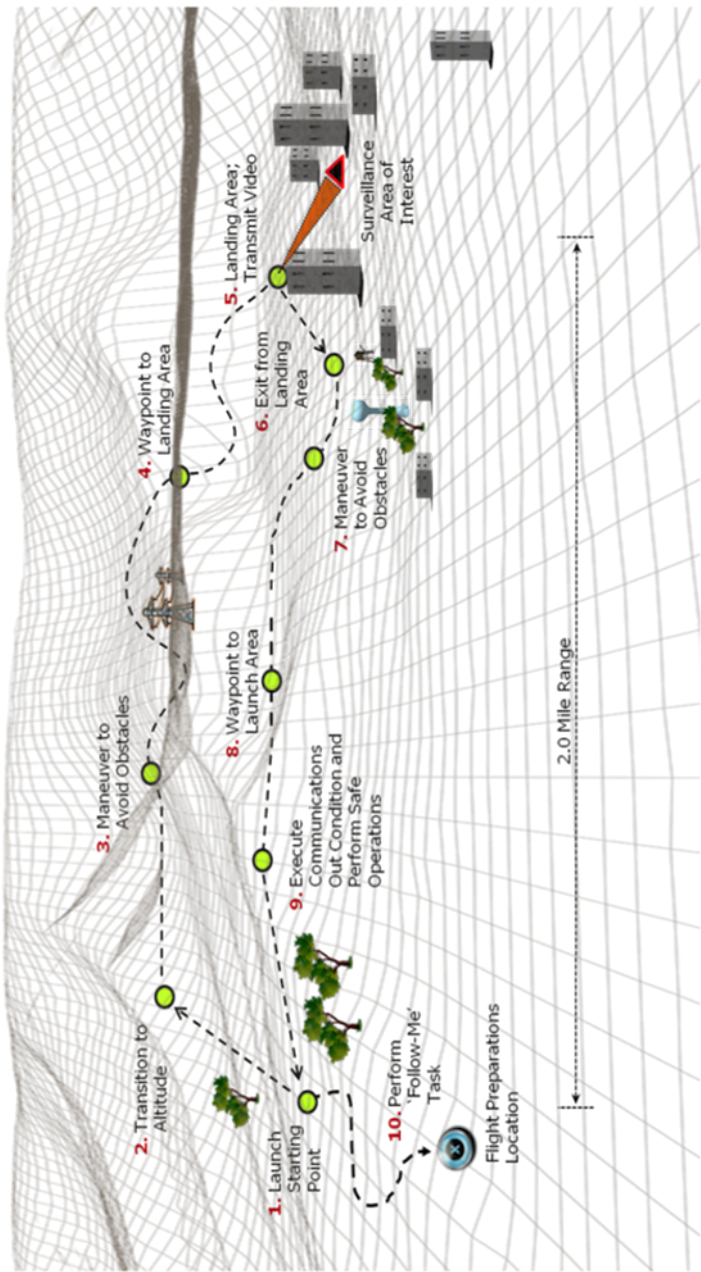 1. Launch
Starting
Point
2. Transition to
Altitude
3. Maneuver to
Avoid Obstacles
4. Waypoint to
Landing Area
5. Landing Area;
Transmit Video
Surveillance
Area of
Interest
6. Exit from
Landing
Area
7. Maneuver
to Avoid
Obstacles
8. Waypoint to
Launch Area
9. Execute
Communications
Out Condition and
Perform Safe
Operations
10. Perform
‘Follow-Me’
Task
Flight Preparations
Location
2.0 Mile Range